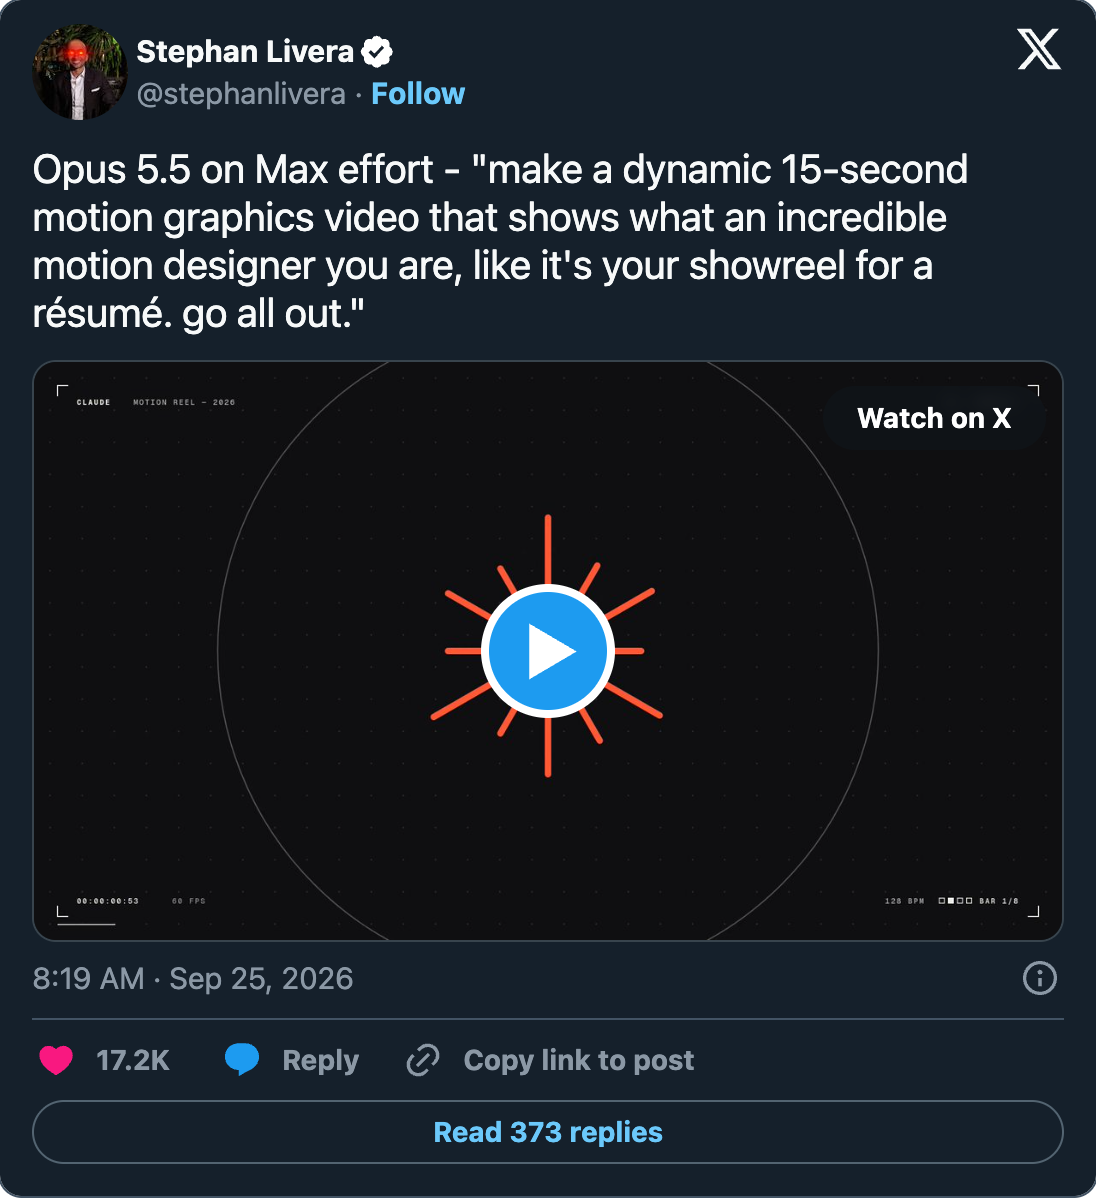 Stephan Livera
@stephanlivera · Follow
Opus 5.5 on Max effort - "make a dynamic 15-second
motion graphics video that shows what an incredible
motion designer you are, like it's your showreel for a
résumé. go all out."
CLAUDE MOTION REEL — 2026
Watch on X
00:00:00:53 60 FPS
128 BPM BAR 1/8
8:19 AM · Sep 25, 2026
17.2K Reply Copy link to post
Read 373 replies